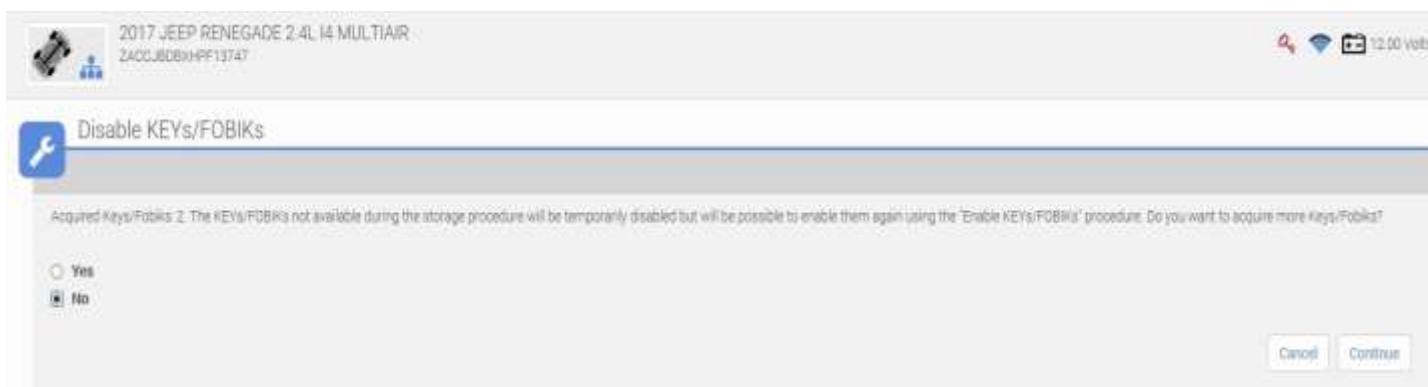 2017 JEEP RENEGADE 2.4L I4 MULTIAIR
ZACCJBDBXHPF13747
12.00 Volts
Disable KEYs/FOBIKs
Acquired Keys/Fobiks: 2. The KEYs/FOBIKs not available during the storage procedure will be temporarily disabled but will be possible to enable them again using the "Enable KEYs/FOBIKs" procedure. Do you want to acquire more Keys/Fobiks?
Yes
No
Cancel Continue